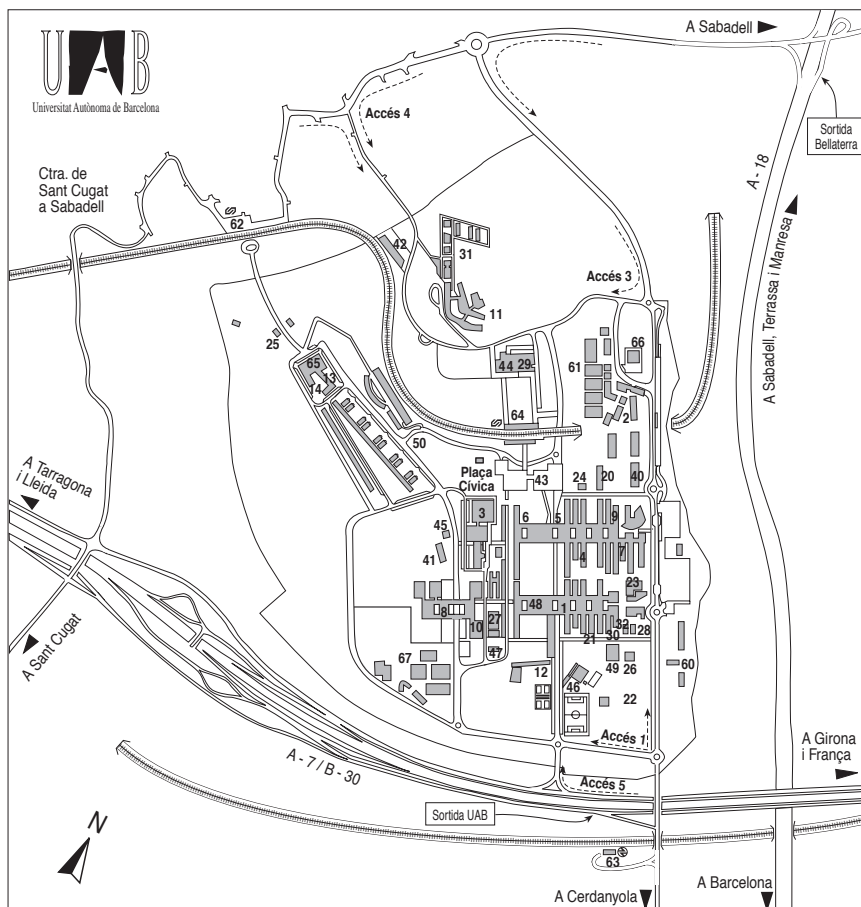 A Sabadell
UAB
Universitat Autònoma de Barcelona
Accés 4
Sortida
Bellaterra
A - 18
Ctra. de
Sant Cugat
a Sabadell
62
42
31
A Sabadell, Terrassa i Manresa
Accés 3
11
25
66
65
13
14
44
29
61
2
64
50
Plaça
Cívica
43
24
20
40
A Tarragona
i Lleida
3
6
5
9
45
41
4
7
23
8
10
27
48
1
21
30
32
28
A Sant Cugat
47
67
12
46
49
26
60
22
Accés 1
A - 7 / B - 30
A Girona
i França
Accés 5
Sortida UAB
N
63
A Cerdanyola
A Barcelona